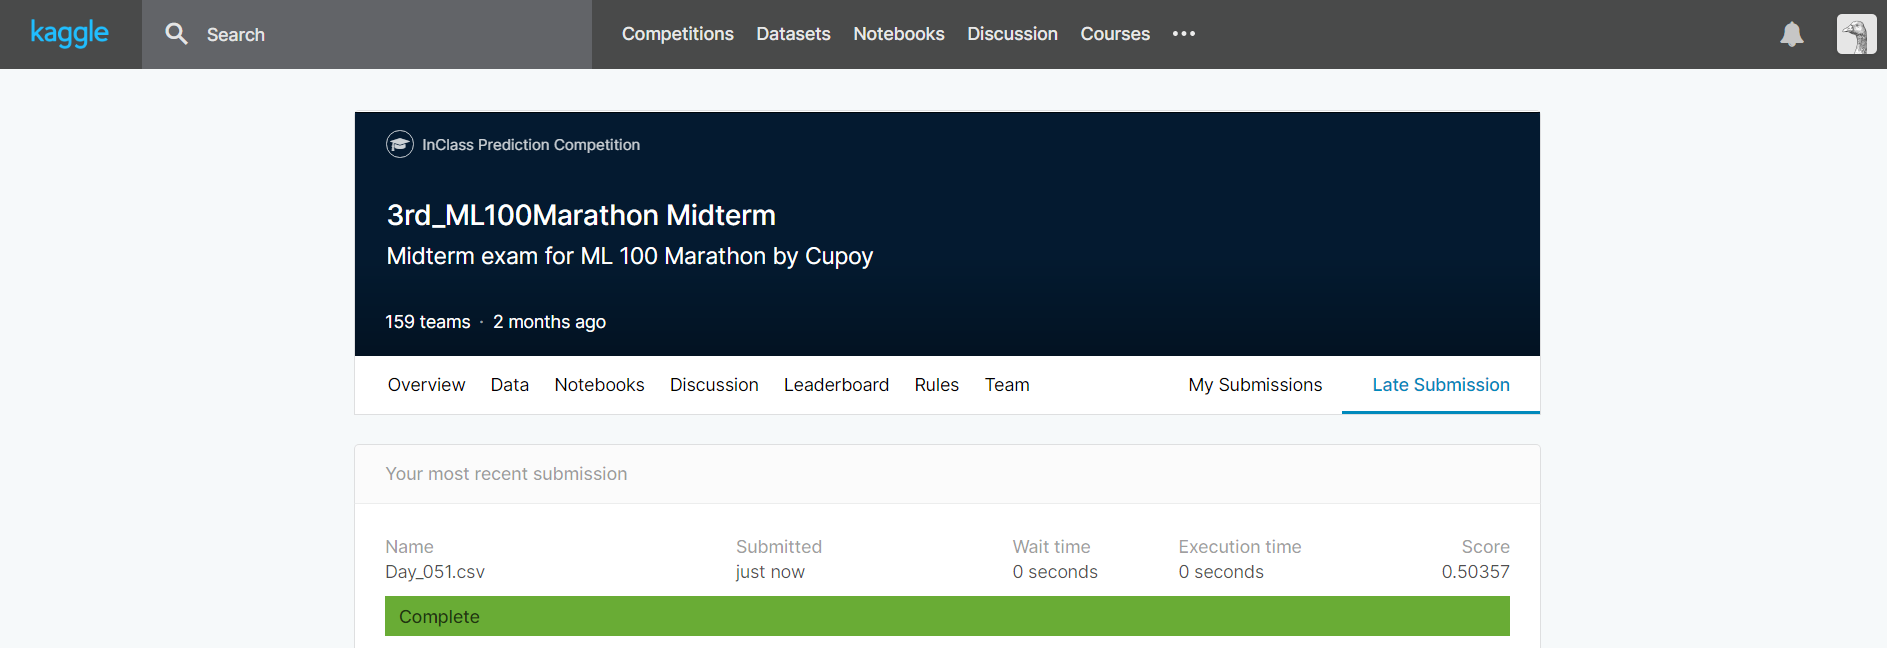 kaggle Search Competitions Datasets Notebooks Discussion Courses •••
InClass Prediction Competition
3rd_ML100Marathon Midterm
Midterm exam for ML 100 Marathon by Cupoy
159 teams · 2 months ago
Overview Data Notebooks Discussion Leaderboard Rules Team My Submissions Late Submission
Your most recent submission
Name Submitted Wait time Execution time Score
Day_051.csv just now 0 seconds 0 seconds 0.50357
Complete